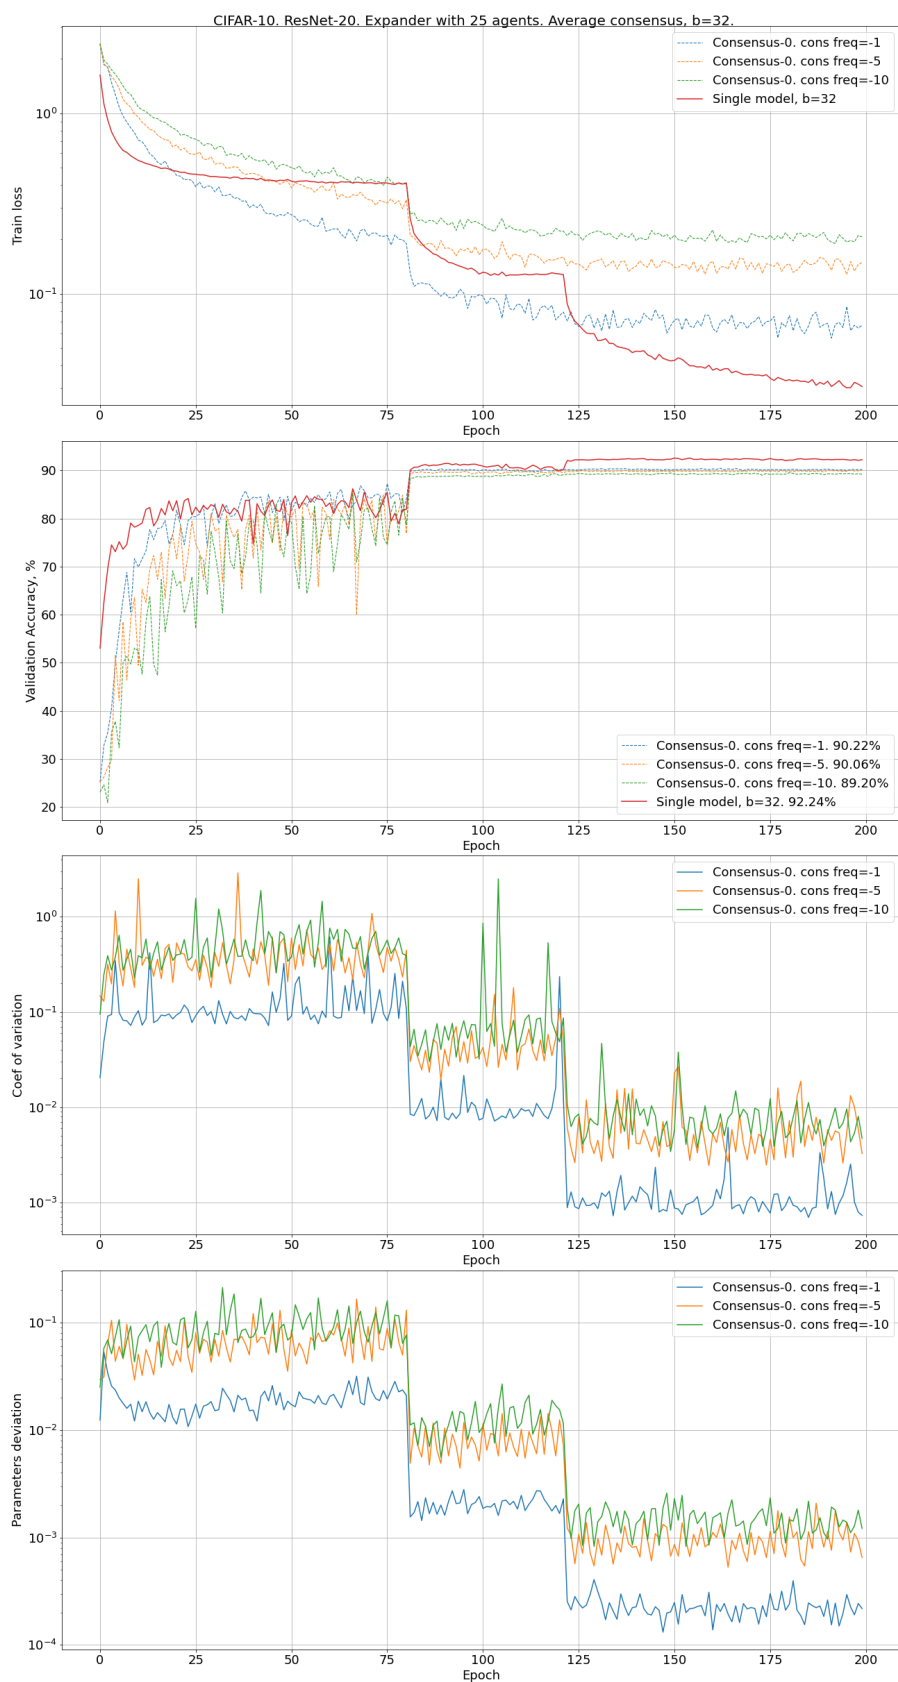 CIFAR-10. ResNet-20. Expander with 25 agents. Average consensus, b=32.
Consensus-0. cons freq=-1
Consensus-0. cons freq=-5
Consensus-0. cons freq=-10
Single model, b=32
10⁰
10⁻¹
Train loss
0 25 50 75 100 125 150 175 200
Epoch
90
80
70
60
50
40
30
20
Validation Accuracy, %
Consensus-0. cons freq=-1. 90.22%
Consensus-0. cons freq=-5. 90.06%
Consensus-0. cons freq=-10. 89.20%
Single model, b=32. 92.24%
0 25 50 75 100 125 150 175 200
Epoch
Consensus-0. cons freq=-1
Consensus-0. cons freq=-5
Consensus-0. cons freq=-10
10⁰
10⁻¹
10⁻²
10⁻³
Coef of variation
0 25 50 75 100 125 150 175 200
Epoch
Consensus-0. cons freq=-1
Consensus-0. cons freq=-5
Consensus-0. cons freq=-10
10⁻¹
10⁻²
10⁻³
10⁻⁴
Parameters deviation
0 25 50 75 100 125 150 175 200
Epoch